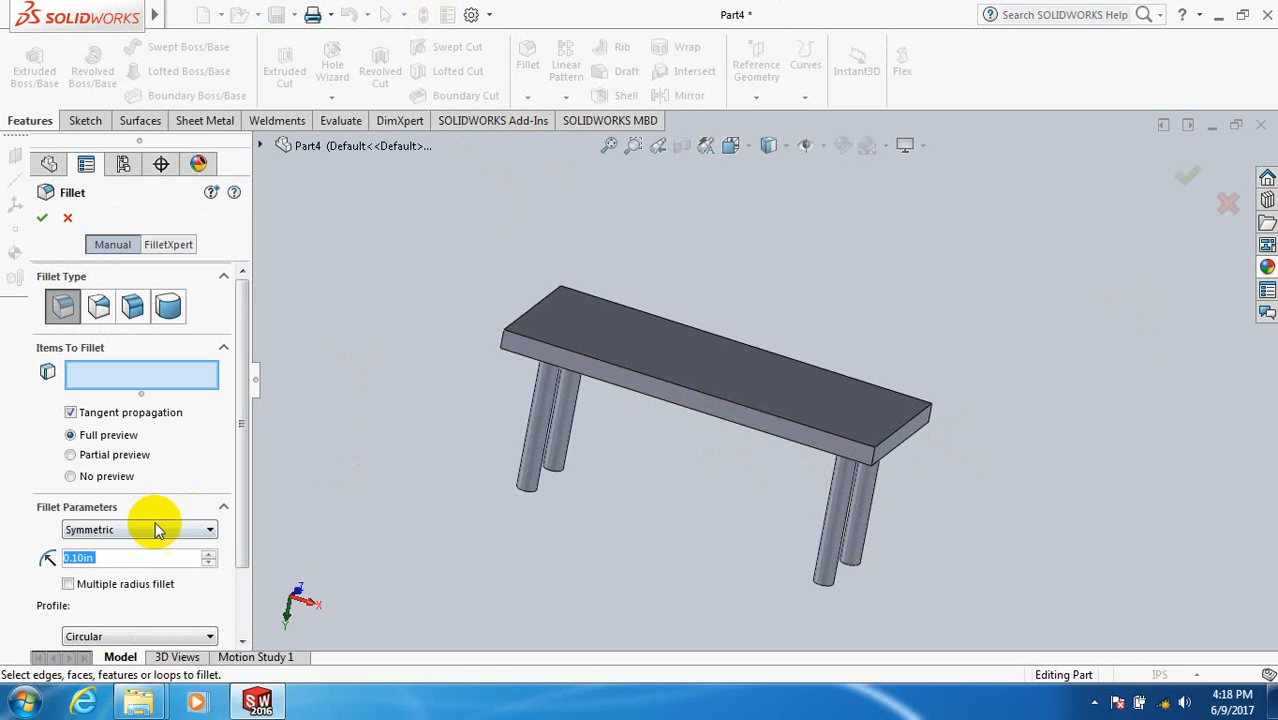 SOLIDWORKS
Part4 *
Search SOLIDWORKS Help
Extruded Boss/Base
Revolved Boss/Base
Swept Boss/Base
Lofted Boss/Base
Boundary Boss/Base
Extruded Cut
Hole Wizard
Revolved Cut
Swept Cut
Lofted Cut
Boundary Cut
Fillet
Linear Pattern
Rib
Draft
Shell
Wrap
Intersect
Mirror
Reference Geometry
Curves
Instant3D
Flex
Features
Sketch
Surfaces
Sheet Metal
Weldments
Evaluate
DimXpert
SOLIDWORKS Add-Ins
SOLIDWORKS MBD
Part4 (Default<<Default>...
Fillet
Manual
FilletXpert
Fillet Type
Items To Fillet
Tangent propagation
Full preview
Partial preview
No preview
Fillet Parameters
Symmetric
0.10in
Multiple radius fillet
Profile:
Circular
Z
X
Y
Model
3D Views
Motion Study 1
Select edges, faces, features or loops to fillet.
Editing Part
IPS
SW
2016
4:18 PM
6/9/2017